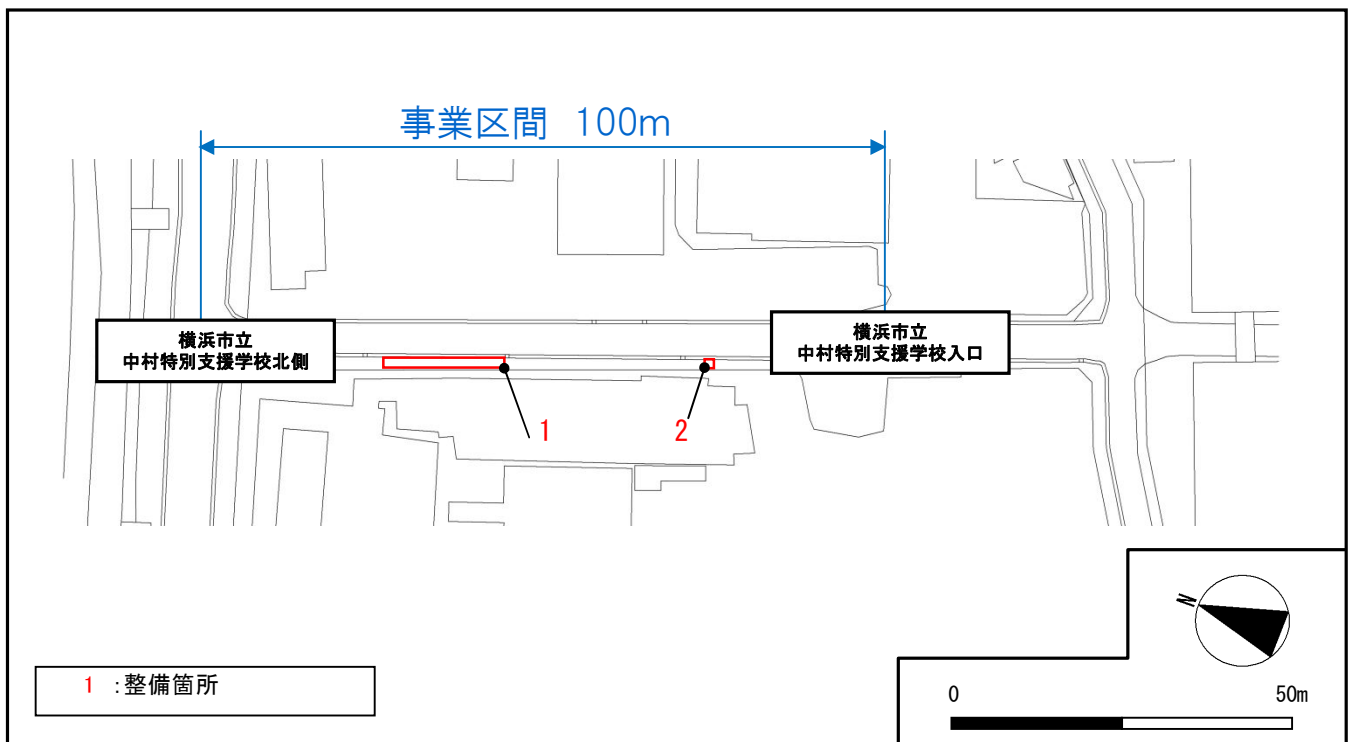 事業区間 100m
横浜市立
中村特別支援学校北側
横浜市立
中村特別支援学校入口
1
2
N
1 :整備箇所
0
50m